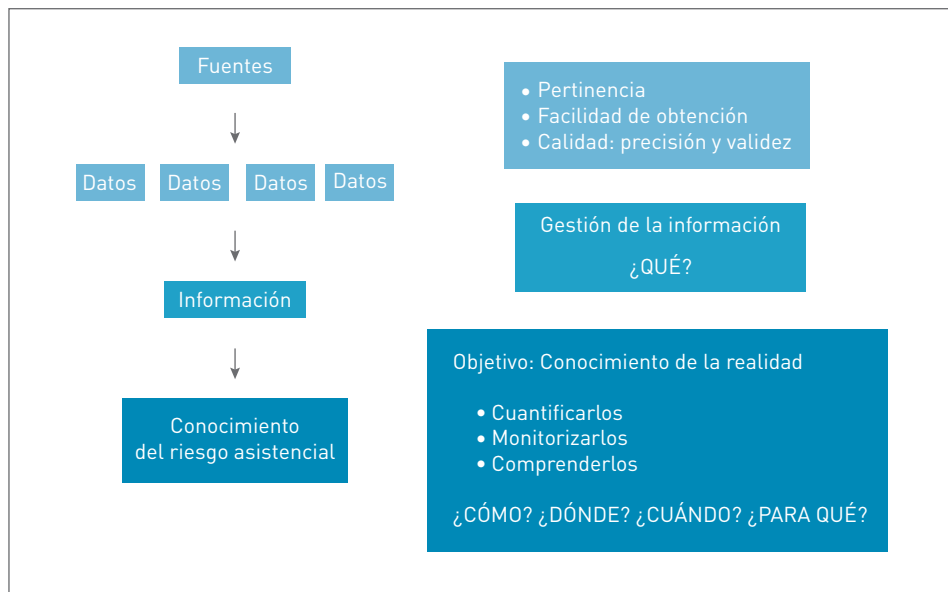 Fuentes
Datos
Datos
Datos
Datos
Información
Conocimiento
del riesgo asistencial
• Pertinencia
• Facilidad de obtención
• Calidad: precisión y validez
Gestión de la información
¿QUÉ?
Objetivo: Conocimiento de la realidad
• Cuantificarlos
• Monitorizarlos
• Comprenderlos
¿CÓMO? ¿DÓNDE? ¿CUÁNDO? ¿PARA QUÉ?